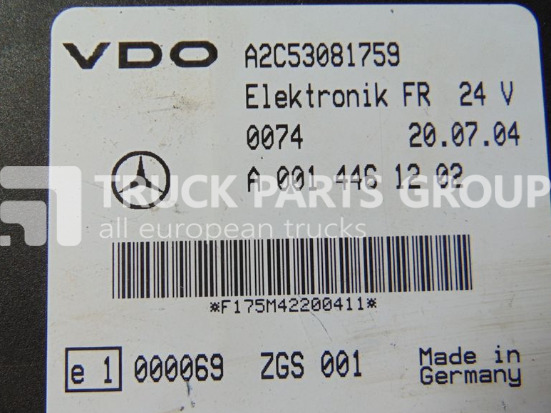 VDO A2C53081759
Elektronik FR 24 V
0074 20.07.04
A 001 446 12 02
TRUCK PARTS GROUP
all european trucks
*F175M42200411*
e 1 000069 ZGS 001 Made in
Germany